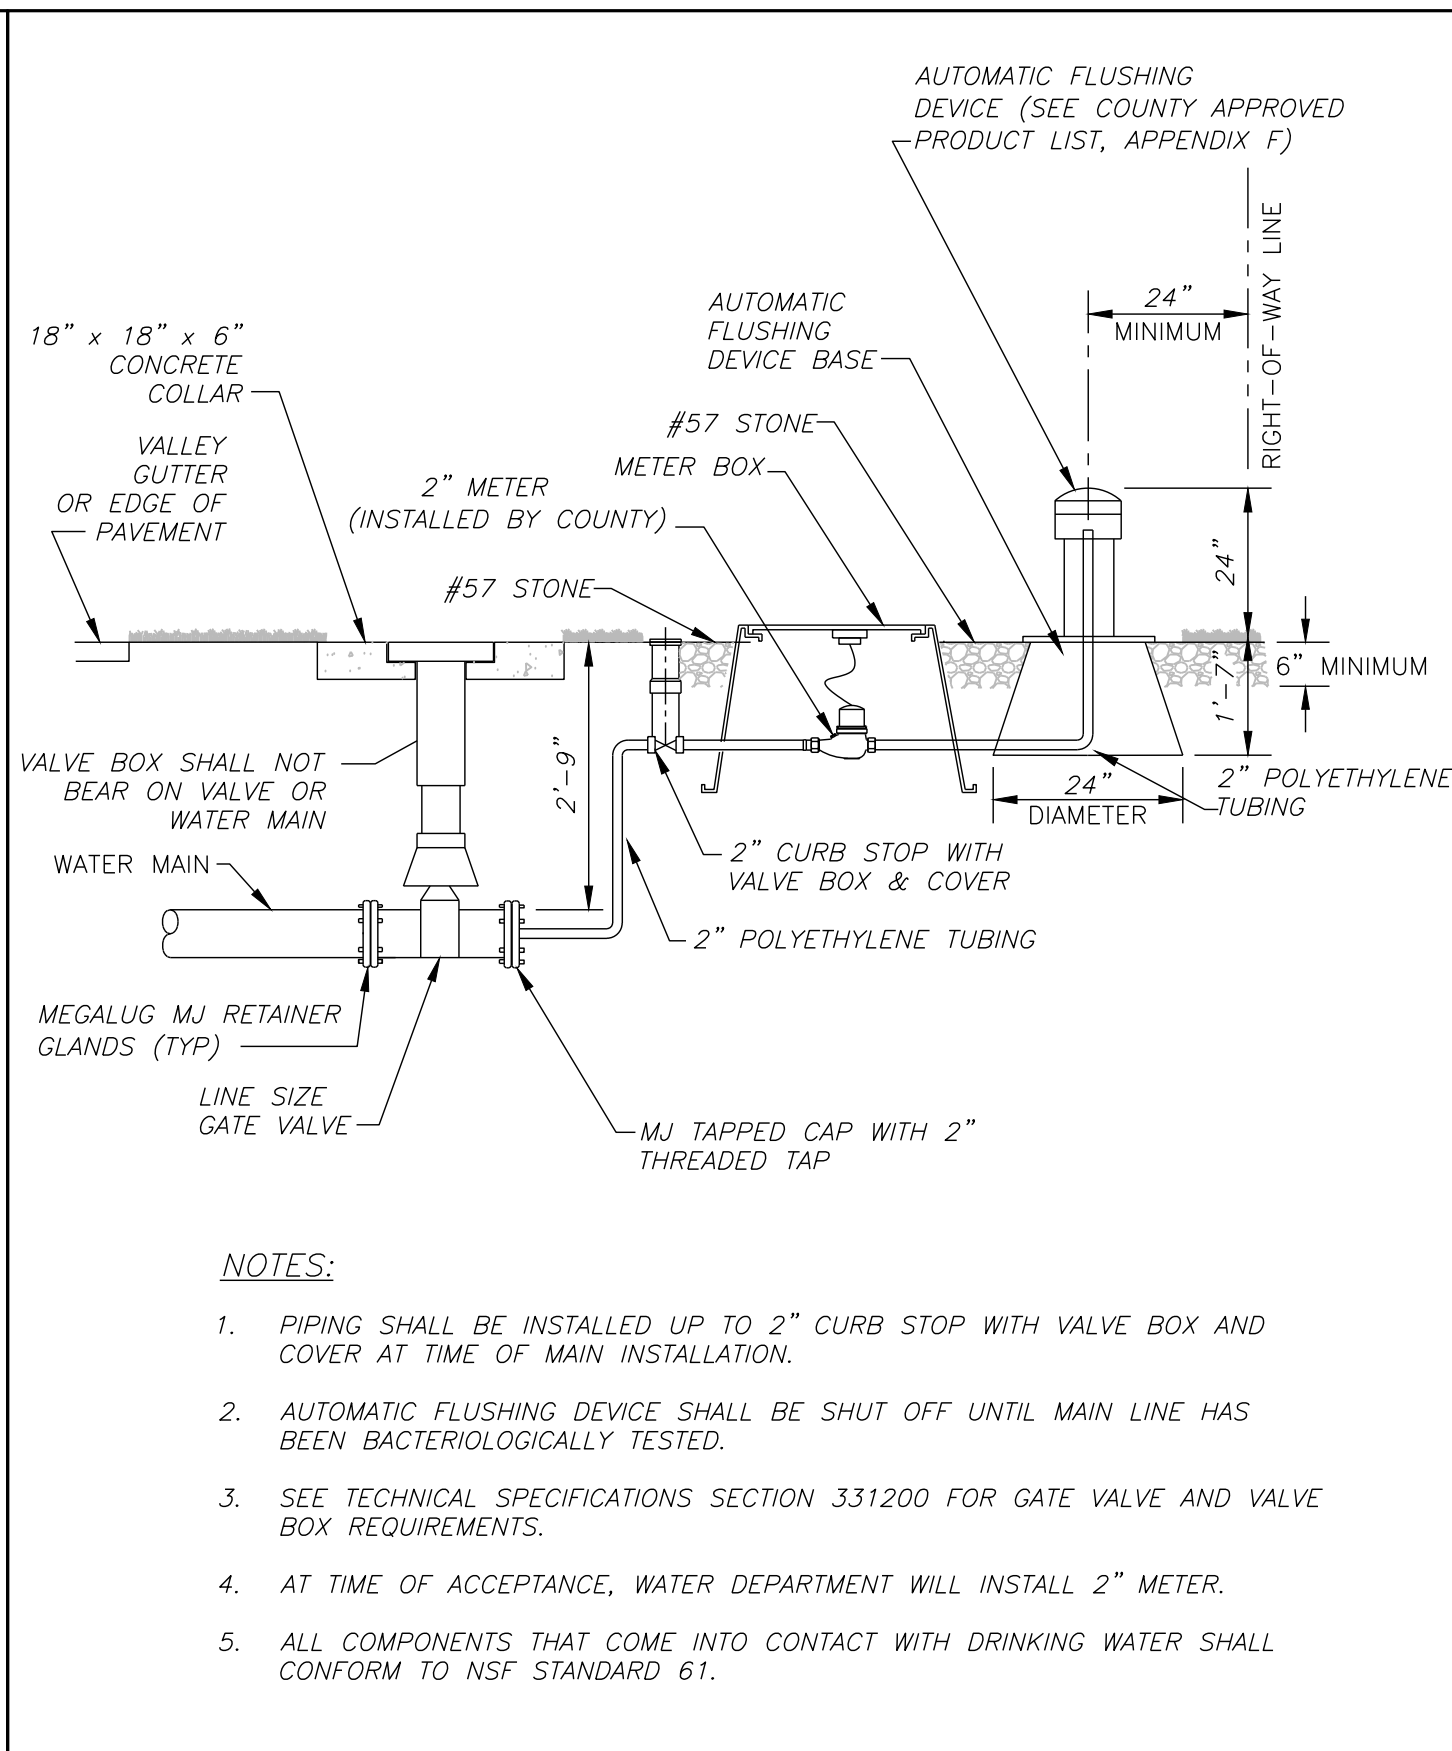 AUTOMATIC FLUSHING
DEVICE (SEE COUNTY APPROVED
PRODUCT LIST, APPENDIX F)
RIGHT-OF-WAY LINE
24"
MINIMUM
AUTOMATIC
FLUSHING
DEVICE BASE
18" x 18" x 6"
CONCRETE
COLLAR
#57 STONE
VALLEY
GUTTER
OR EDGE OF
PAVEMENT
METER BOX
2" METER
(INSTALLED BY COUNTY)
#57 STONE
24"
6" MINIMUM
1'-7"
2'-9"
VALVE BOX SHALL NOT
BEAR ON VALVE OR
WATER MAIN
24"
DIAMETER
2" POLYETHYLENE
TUBING
WATER MAIN
2" CURB STOP WITH
VALVE BOX & COVER
2" POLYETHYLENE TUBING
MEGALUG MJ RETAINER
GLANDS (TYP)
LINE SIZE
GATE VALVE
MJ TAPPED CAP WITH 2"
THREADED TAP
NOTES:
1. PIPING SHALL BE INSTALLED UP TO 2" CURB STOP WITH VALVE BOX AND
COVER AT TIME OF MAIN INSTALLATION.
2. AUTOMATIC FLUSHING DEVICE SHALL BE SHUT OFF UNTIL MAIN LINE HAS
BEEN BACTERIOLOGICALLY TESTED.
3. SEE TECHNICAL SPECIFICATIONS SECTION 331200 FOR GATE VALVE AND VALVE
BOX REQUIREMENTS.
4. AT TIME OF ACCEPTANCE, WATER DEPARTMENT WILL INSTALL 2" METER.
5. ALL COMPONENTS THAT COME INTO CONTACT WITH DRINKING WATER SHALL
CONFORM TO NSF STANDARD 61.